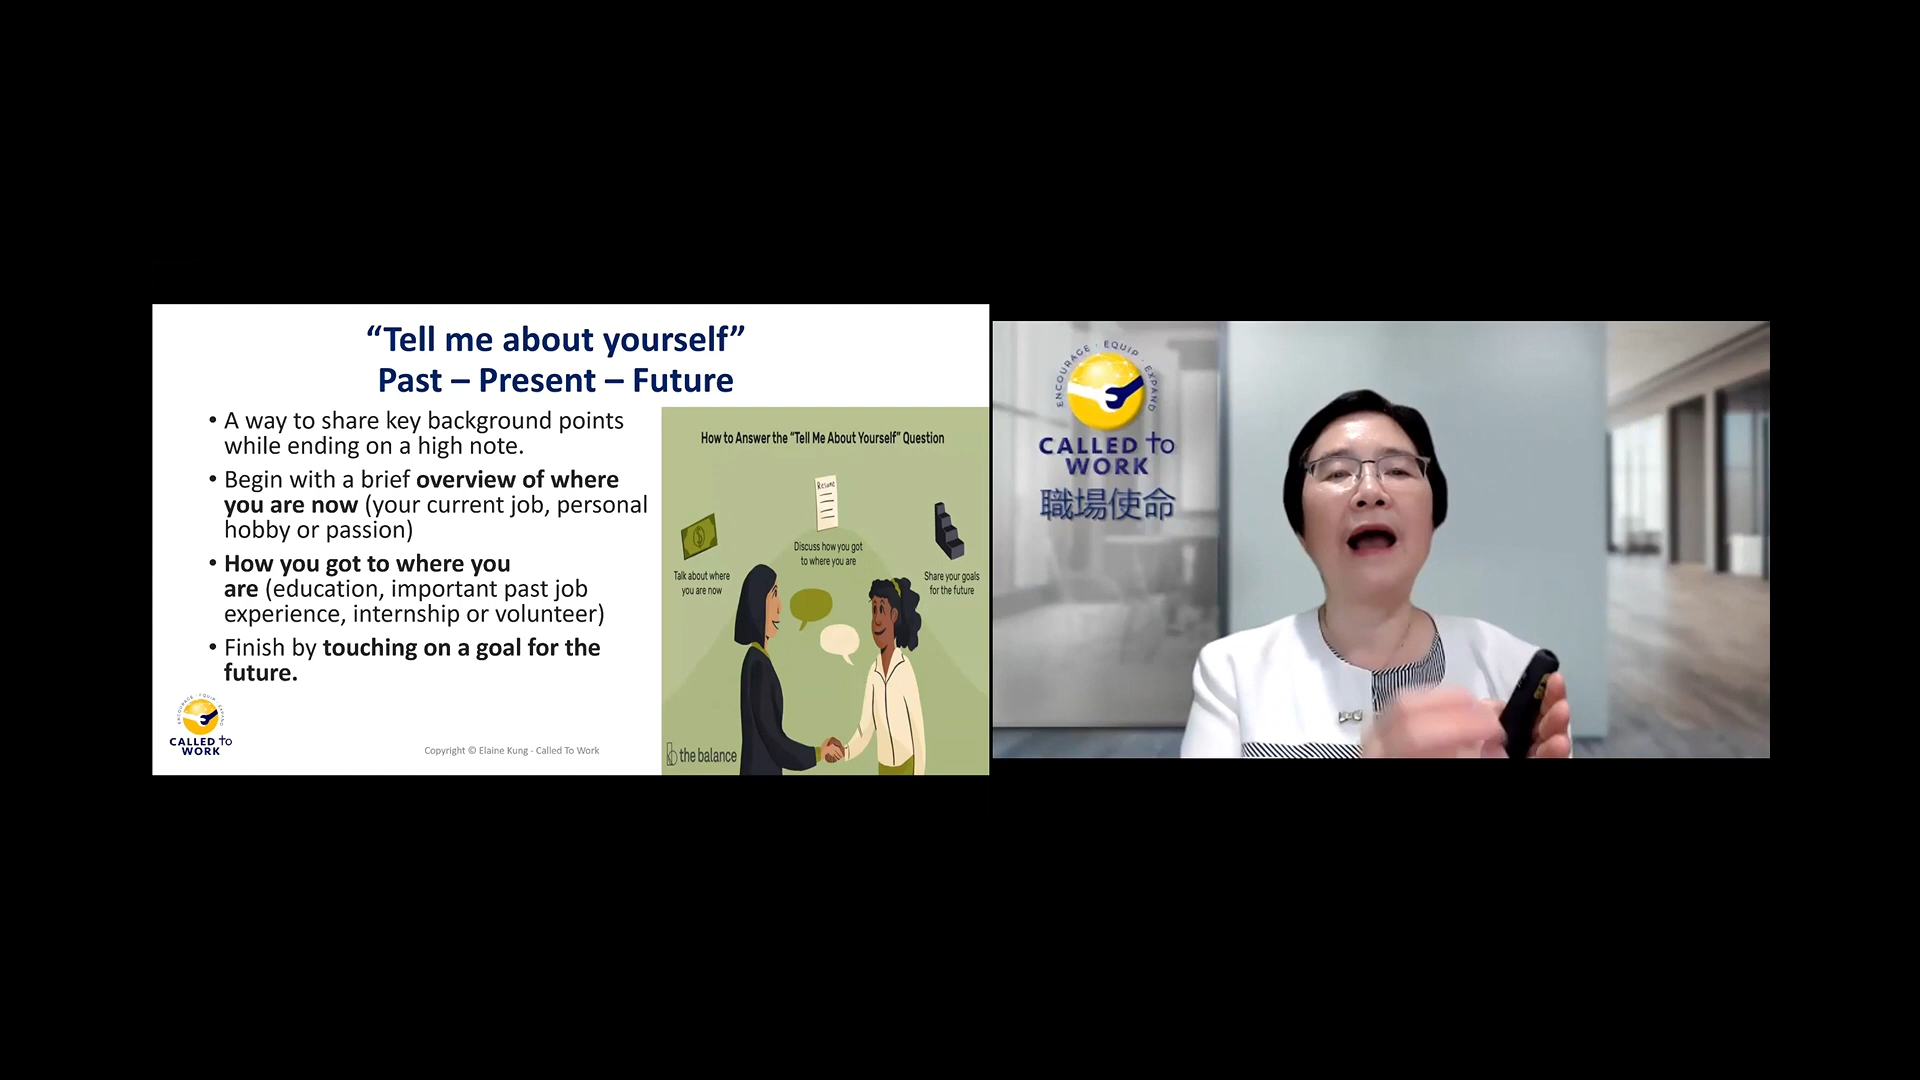 “Tell me about yourself”
Past – Present – Future
• A way to share key background points
while ending on a high note.
• Begin with a brief overview of where
you are now (your current job, personal
hobby or passion)
• How you got to where you
are (education, important past job
experience, internship or volunteer)
• Finish by touching on a goal for the
future.
ENCOURAGE · EQUIP · EXPAND
CALLED to
WORK
Copyright © Elaine Kung - Called To Work
How to Answer the “Tell Me About Yourself” Question
Resume
Talk about where
you are now
Discuss how you got
to where you are
Share your goals
for the future
the balance
ENCOURAGE · EQUIP · EXPAND
CALLED to
WORK
職場使命